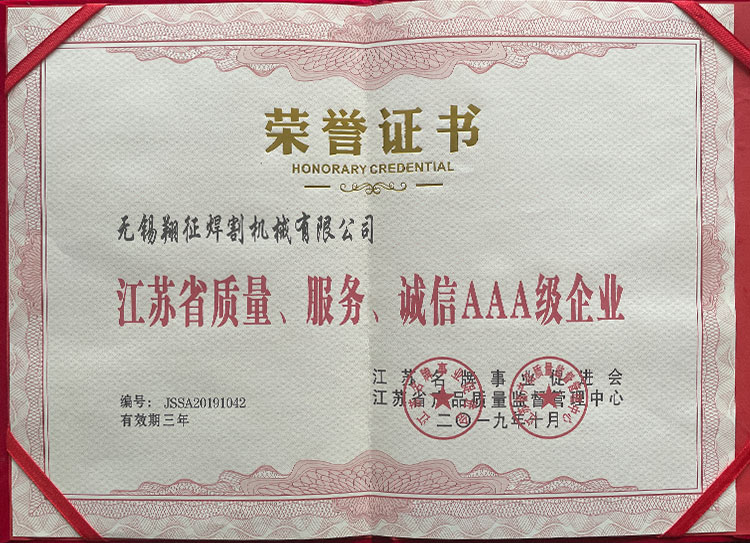 荣誉证书
HONORARY CREDENTIAL
无锡翔征焊割机械有限公司
江苏省质量、服务、诚信AAA级企业
江苏名牌事业促进会
江苏省产品质量监督管理中心
编号：JSSA20191042
有效期三年
二〇一九年十月